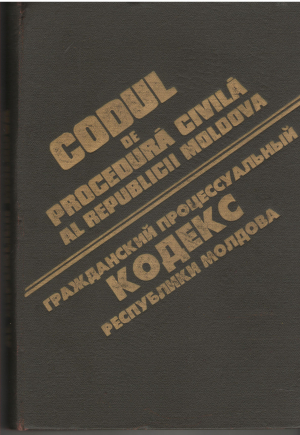 CODUL
DE
PROCEDURĂ CIVILĂ
AL REPUBLICII MOLDOVA
ГРАЖДАНСКИЙ ПРОЦЕССУАЛЬНЫЙ
КОДЕКС
РЕСПУБЛИКИ МОЛДОВА